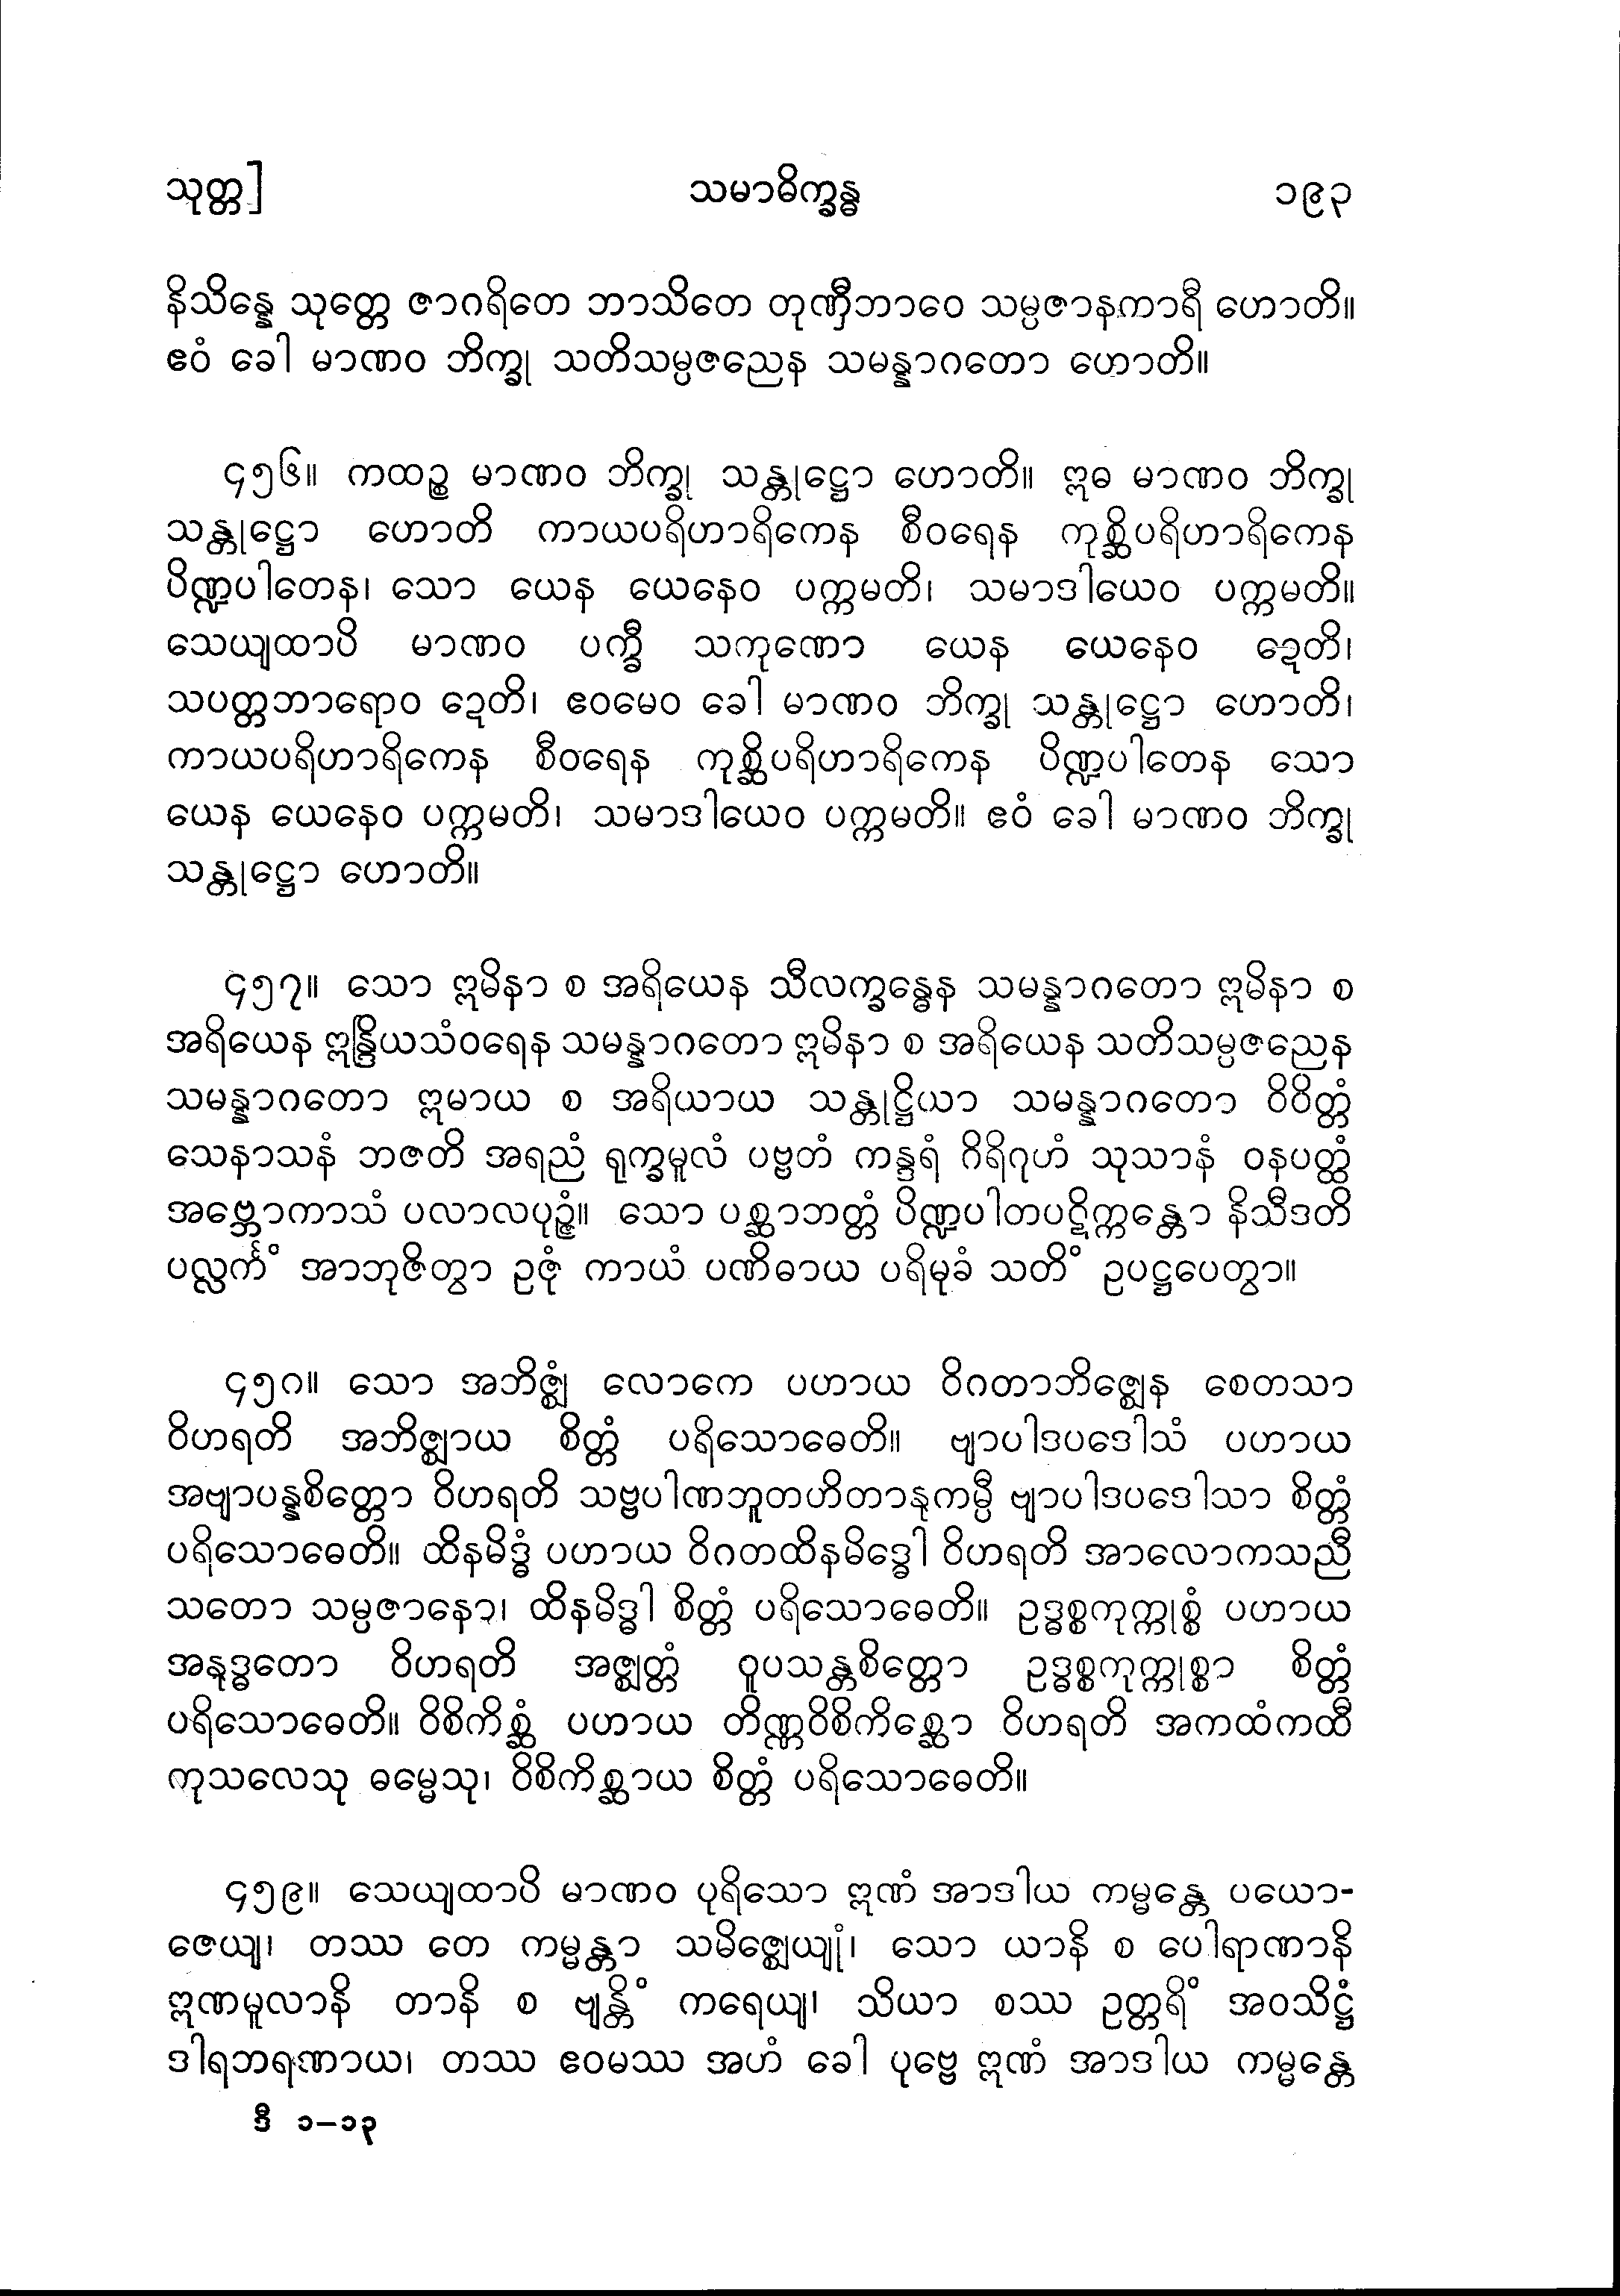 သုတ္တ]
သမာဓိက္ခန္ဓ
၁၉၃
နိသိန္နေ သုတ္တေ ဇာဂရိတေ ဘာသိတေ တုဏှီဘာဝေ သမ္ပဇာနကာရီ ဟောတိ။
ဧဝံ ခေါ မာဏဝ ဘိက္ခု သတိသမ္ပဇညေန သမန္နာဂတော ဟောတိ။
၄၅၆။ ကထဉ္စ မာဏဝ ဘိက္ခု သန္တုဋ္ဌော ဟောတိ။ ဣဓ မာဏဝ ဘိက္ခု
သန္တုဋ္ဌော ဟောတိ ကာယပရိဟာရိကေန စီဝရေန ကုစ္ဆိပရိဟာရိကေန
ပိဏ္ဍပါတေန၊ သော ယေန ယေနေဝ ပက္ကမတိ၊ သမာဒါယေဝ ပက္ကမတိ။
သေယျထာပိ မာဏဝ ပက္ခီ သကုဏော ယေန ယေနေဝ ဍေတိ၊
သပတ္တဘာရောဝ ဍေတိ၊ ဧဝမေဝ ခေါ မာဏဝ ဘိက္ခု သန္တုဋ္ဌော ဟောတိ၊
ကာယပရိဟာရိကေန စီဝရေန ကုစ္ဆိပရိဟာရိကေန ပိဏ္ဍပါတေန သော
ယေန ယေနေဝ ပက္ကမတိ၊ သမာဒါယေဝ ပက္ကမတိ။ ဧဝံ ခေါ မာဏဝ ဘိက္ခု
သန္တုဋ္ဌော ဟောတိ။
၄၅၇။ သော ဣမိနာ စ အရိယေန သီလက္ခန္ဓေန သမန္နာဂတော ဣမိနာ စ
အရိယေန ဣန္ဒြိယသံဝရေန သမန္နာဂတော ဣမိနာ စ အရိယေန သတိသမ္ပဇညေန
သမန္နာဂတော ဣမာယ စ အရိယာယ သန္တုဋ္ဌိယာ သမန္နာဂတော ဝိဝိတ္တံ
သေနာသနံ ဘဇတိ အရညံ ရုက္ခမူလံ ပဗ္ဗတံ ကန္ဒရံ ဂိရိဂုဟံ သုသာနံ ဝနပတ္ထံ
အဗ္ဘောကာသံ ပလာလပုဉ္ဇံ။ သော ပစ္ဆာဘတ္တံ ပိဏ္ဍပါတပဋိက္ကန္တော နိသီဒတိ
ပလ္လင်္ကံ အာဘုဇိတွာ ဥဇုံ ကာယံ ပဏိဓာယ ပရိမုခံ သတိံ ဥပဋ္ဌပေတွာ။
၄၅၈။ သော အဘိဇ္ဈံ လောကေ ပဟာယ ဝိဂတာဘိဇ္ဈေန စေတသာ
ဝိဟရတိ အဘိဇ္ဈာယ စိတ္တံ ပရိသောဓေတိ။ ဗျာပါဒပဒေါသံ ပဟာယ
အဗျာပန္နစိတ္တော ဝိဟရတိ သဗ္ဗပါဏဘူတဟိတာနုကမ္ပီ ဗျာပါဒပဒေါသာ စိတ္တံ
ပရိသောဓေတိ။ ထိနမိဒ္ဓံ ပဟာယ ဝိဂတထိနမိဒ္ဓေါ ဝိဟရတိ အာလောကသညီ
သတော သမ္ပဇာနော၊ ထိနမိဒ္ဓါ စိတ္တံ ပရိသောဓေတိ။ ဥဒ္ဓစ္စကုက္ကုစ္စံ ပဟာယ
အနုဒ္ဓတော ဝိဟရတိ အဇ္ဈတ္တံ ဝူပသန္တစိတ္တော ဥဒ္ဓစ္စကုက္ကုစ္စာ စိတ္တံ
ပရိသောဓေတိ။ ဝိစိကိစ္ဆံ ပဟာယ တိဏ္ဏဝိစိကိစ္ဆော ဝိဟရတိ အကထံကထီ
ကုသလေသု ဓမ္မေသု၊ ဝိစိကိစ္ဆာယ စိတ္တံ ပရိသောဓေတိ။
၄၅၉။ သေယျထာပိ မာဏဝ ပုရိသော ဣဏံ အာဒါယ ကမ္မန္တေ ပယော-
ဇေယျ၊ တဿ တေ ကမ္မန္တာ သမိဇ္ဈေယျုံ၊ သော ယာနိ စ ပေါရာဏာနိ
ဣဏမူလာနိ တာနိ စ ဗျန္တိံ ကရေယျ၊ သိယာ စဿ ဥတ္တရိံ အဝသိဋ္ဌံ
ဒါရဘရဏာယ၊ တဿ ဧဝမဿ အဟံ ခေါ ပုဗ္ဗေ ဣဏံ အာဒါယ ကမ္မန္တေ
ဒီ ၁–၁၃